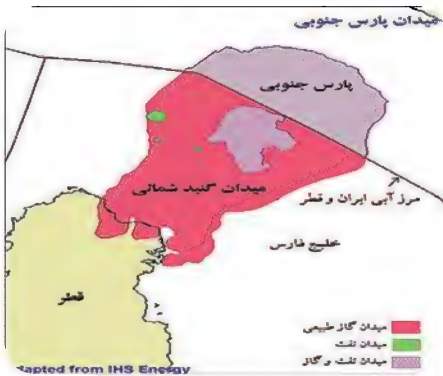 میدان پارس جنوبی
پارس جنوبی
میدان گنبد شمالی
مرز آبی ایران و قطر
خلیج فارس
قطر
میدان گاز طبیعی
میدان نفت
میدان نفت و گاز
dapted from IHS Energy